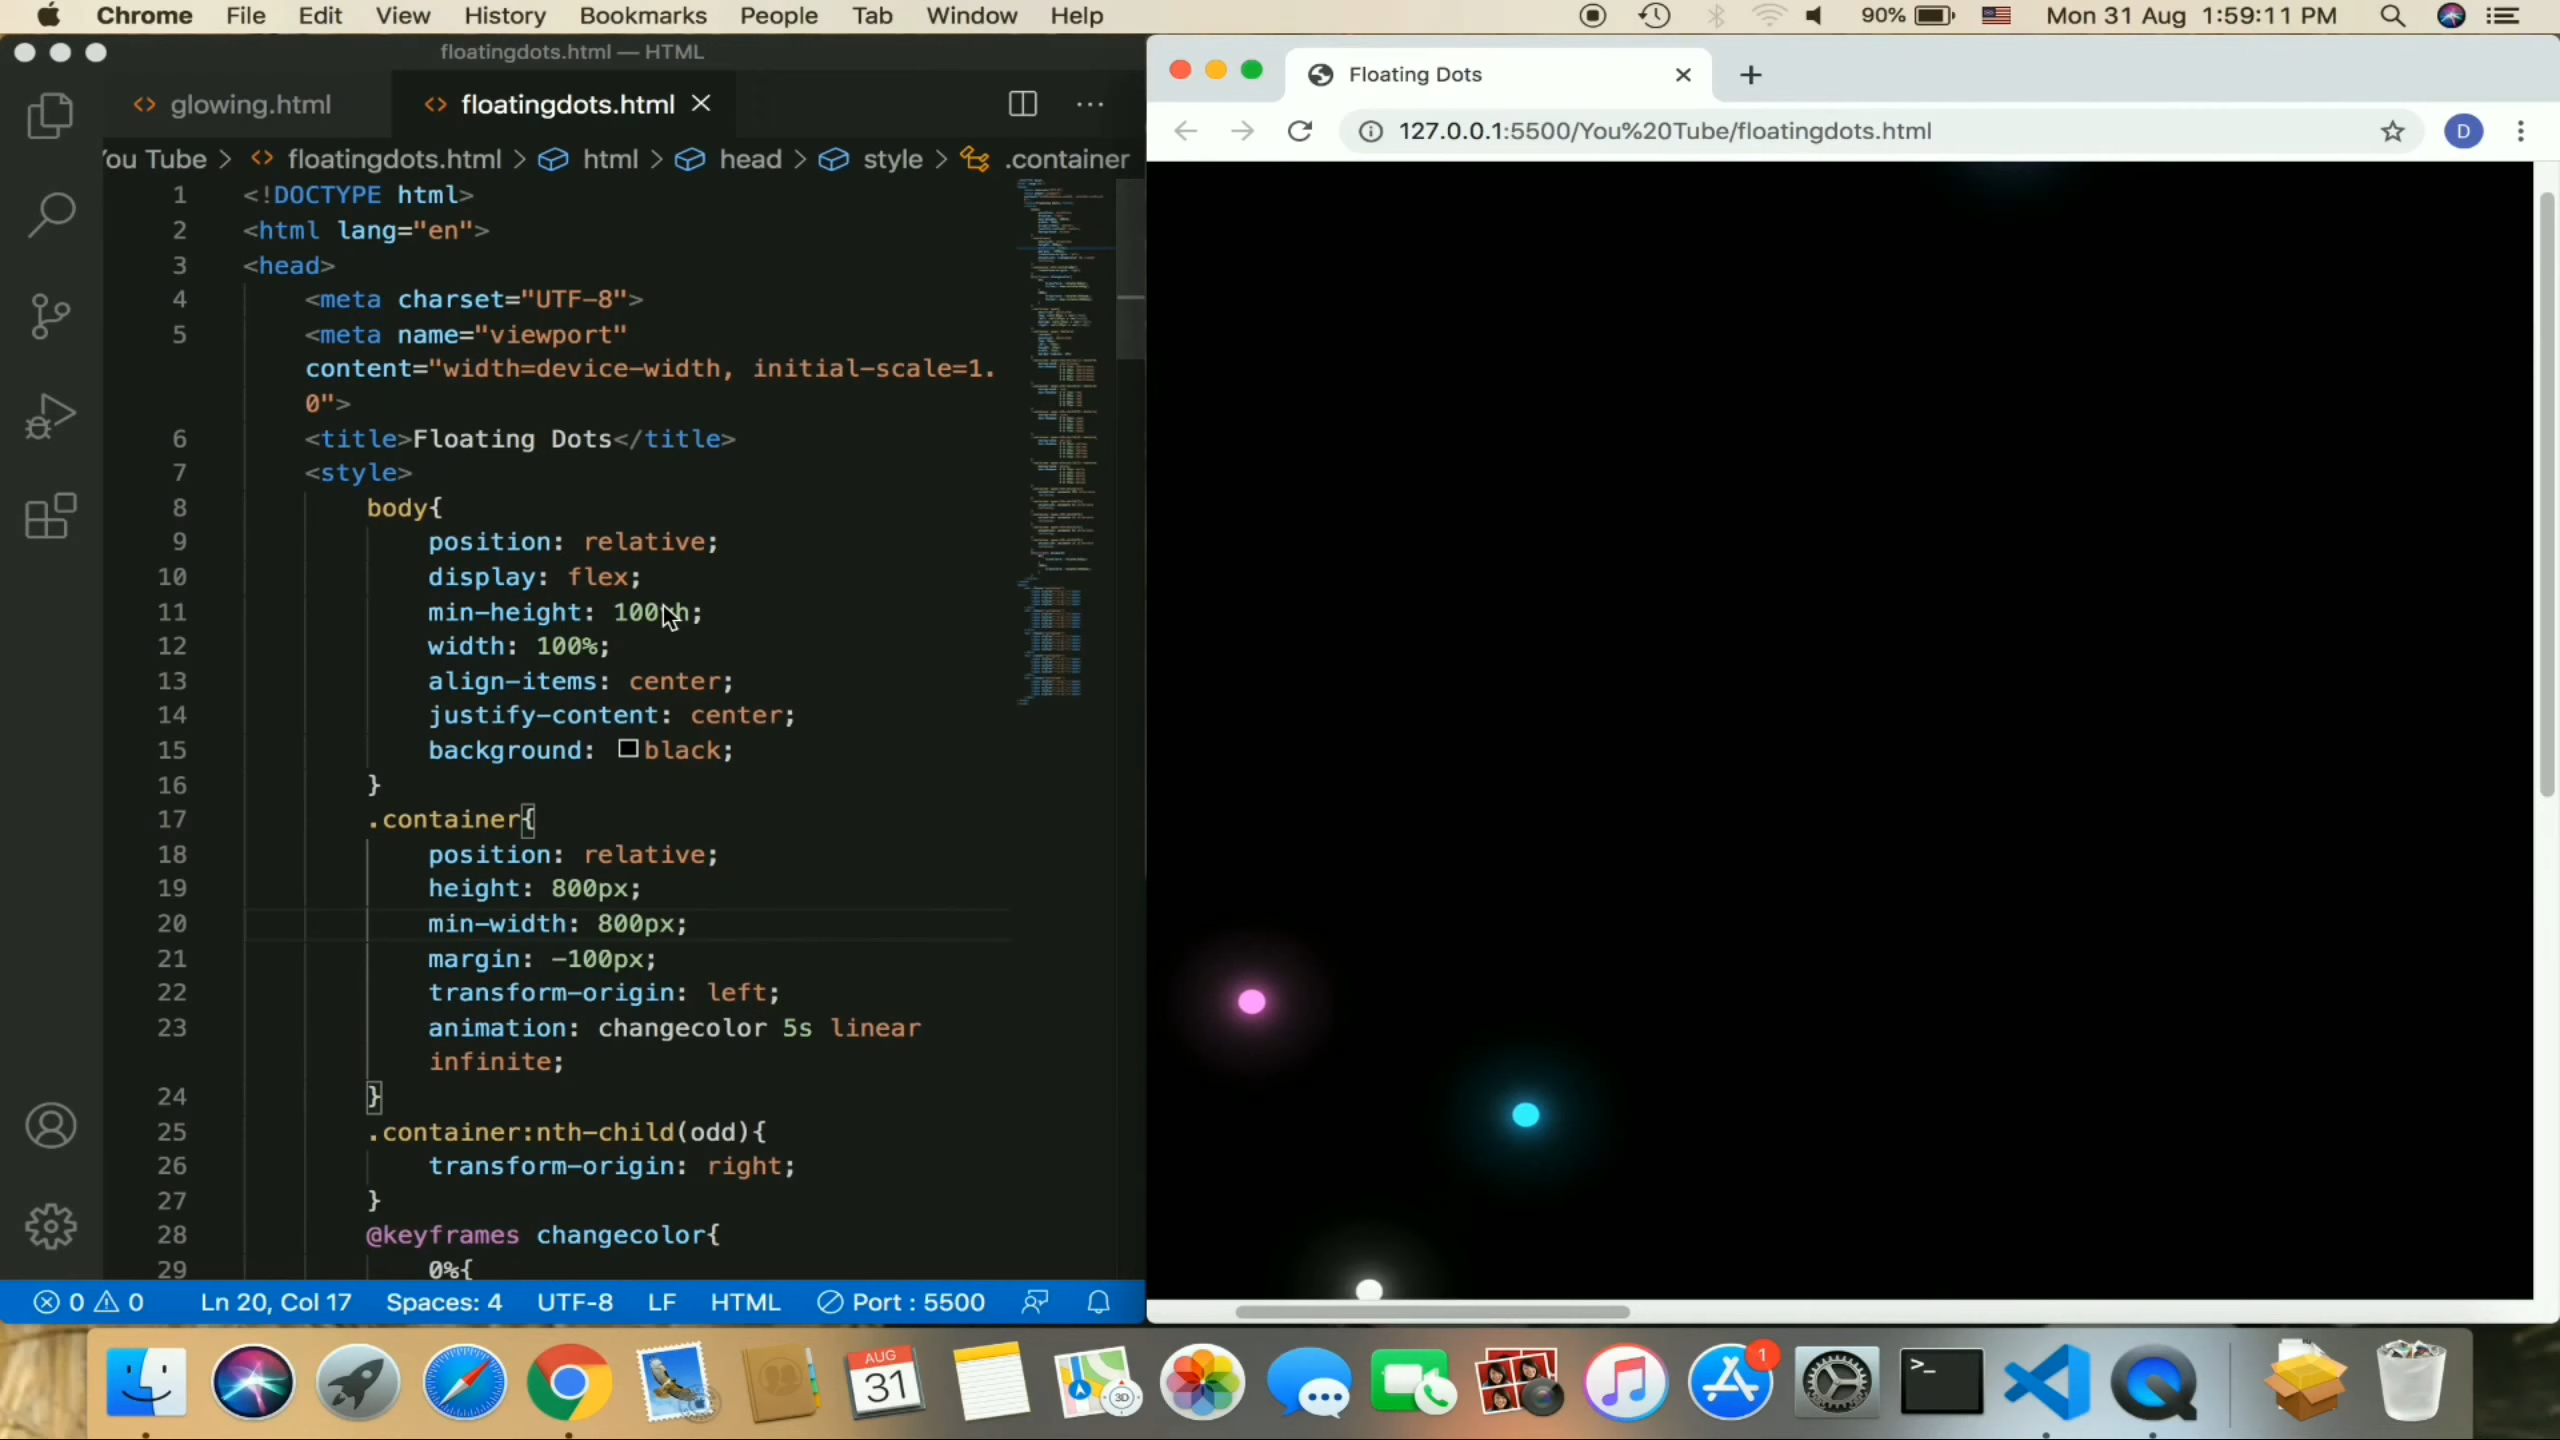 Chrome File Edit View History Bookmarks People Tab Window Help 90% Mon 31 Aug 1:59:11 PM
floatingdots.html — HTML
glowing.html floatingdots.html
ou Tube > floatingdots.html > html > head > style > .container
1 <!DOCTYPE html>
2 <html lang="en">
3 <head>
4 <meta charset="UTF-8">
5 <meta name="viewport"
content="width=device-width, initial-scale=1.
0">
6 <title>Floating Dots</title>
7 <style>
8 body{
9 position: relative;
10 display: flex;
11 min-height: 100vh;
12 width: 100%;
13 align-items: center;
14 justify-content: center;
15 background: black;
16 }
17 .container{
18 position: relative;
19 height: 800px;
20 min-width: 800px;
21 margin: -100px;
22 transform-origin: left;
23 animation: changecolor 5s linear
infinite;
24 }
25 .container:nth-child(odd){
26 transform-origin: right;
27 }
28 @keyframes changecolor{
29 0%{
0 0 Ln 20, Col 17 Spaces: 4 UTF-8 LF HTML Port : 5500
Floating Dots
127.0.0.1:5500/You%20Tube/floatingdots.html
D
AUG
31
3D
1
>_